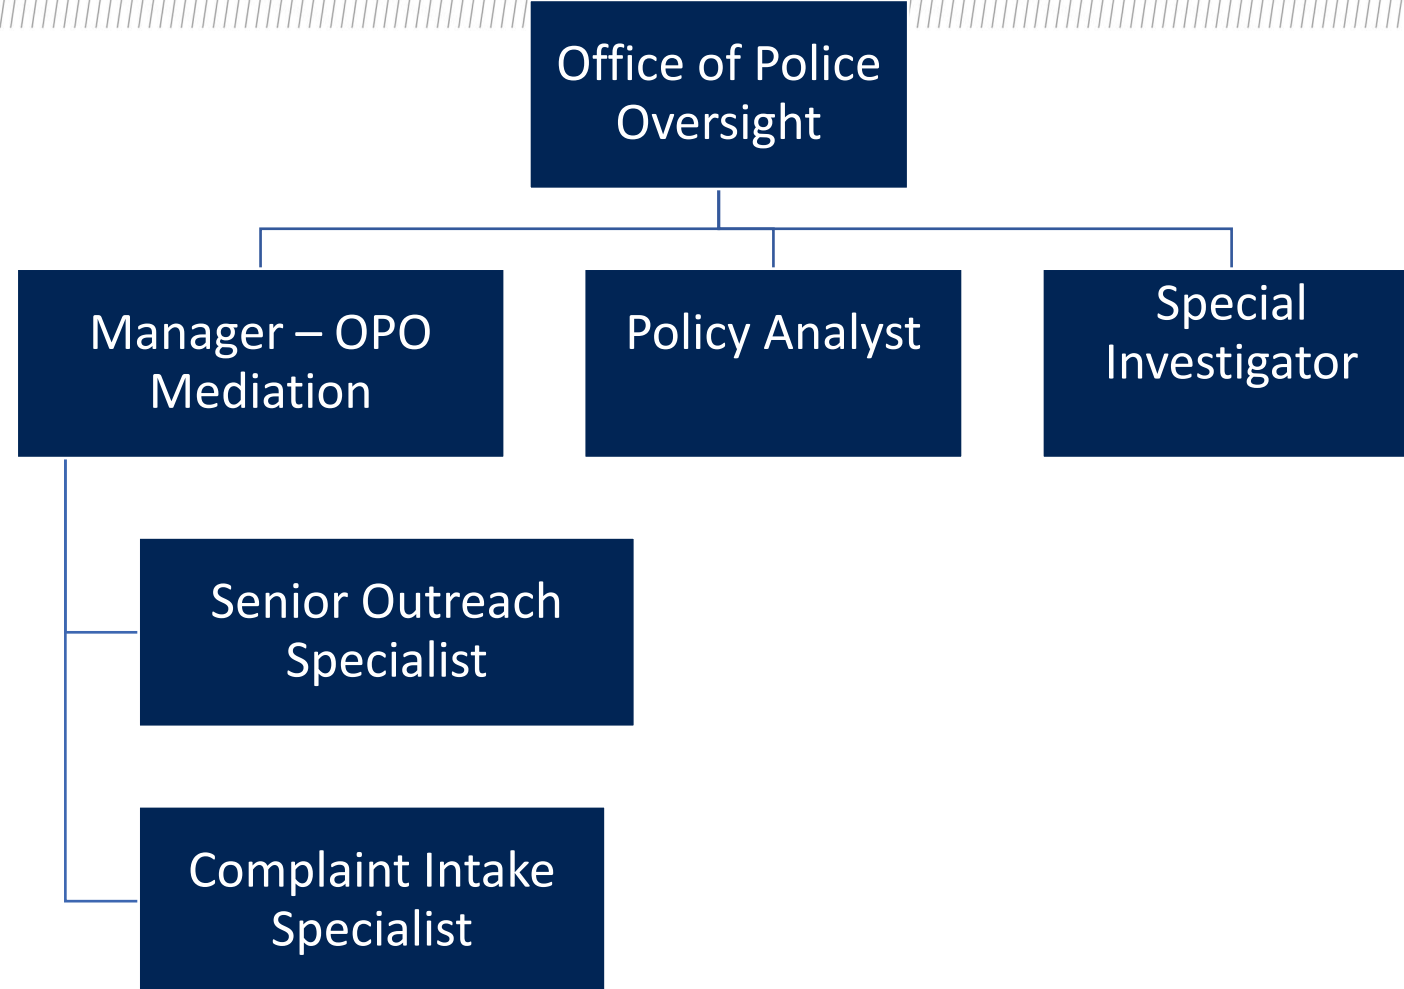 Office of Police
Oversight
Manager – OPO
Mediation
Policy Analyst
Special
Investigator
Senior Outreach
Specialist
Complaint Intake
Specialist